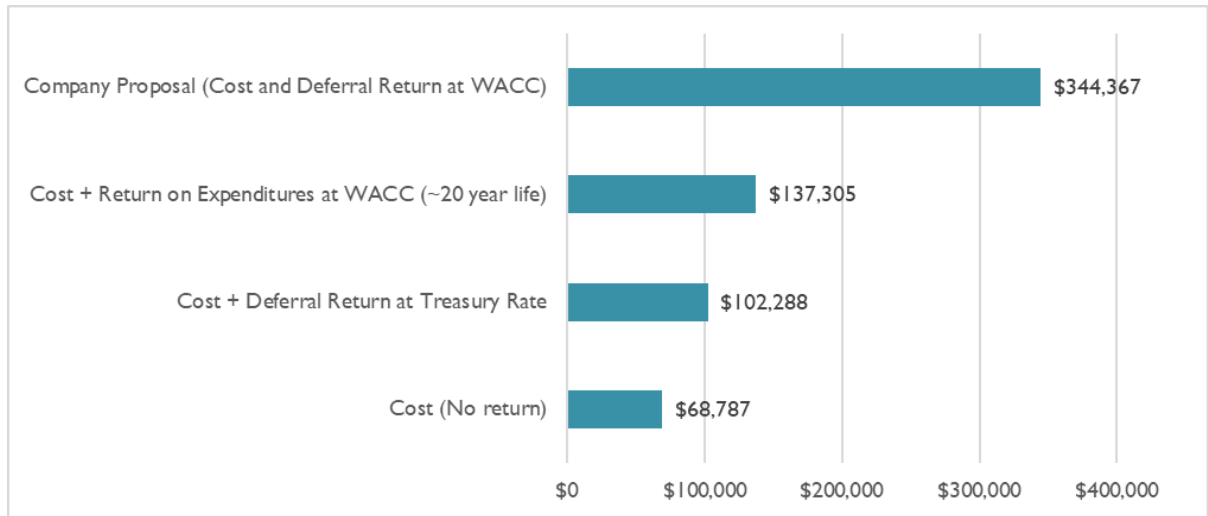 Company Proposal (Cost and Deferral Return at WACC)
$344,367
Cost + Return on Expenditures at WACC (~20 year life)
$137,305
Cost + Deferral Return at Treasury Rate
$102,288
Cost (No return)
$68,787
$0 $100,000 $200,000 $300,000 $400,000